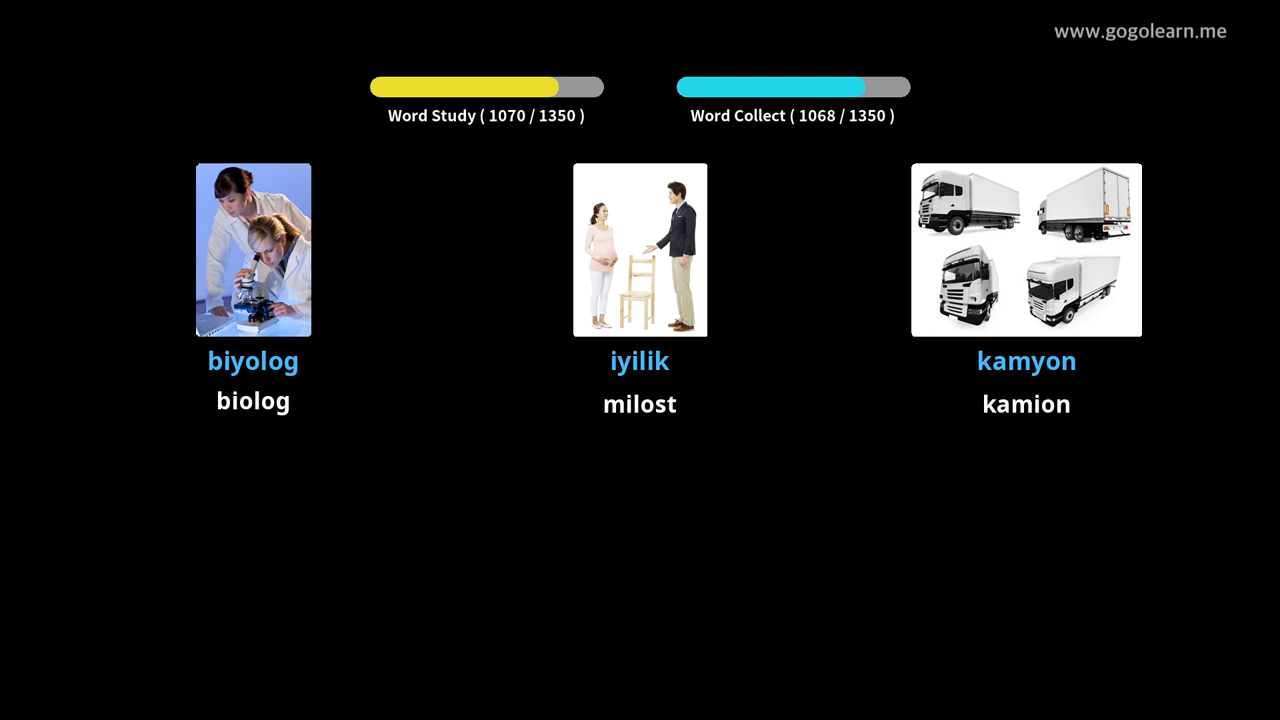 www.gogolearn.me
Word Study ( 1070 / 1350 )
Word Collect ( 1068 / 1350 )
biyolog
iyilik
kamyon
biolog
milost
kamion